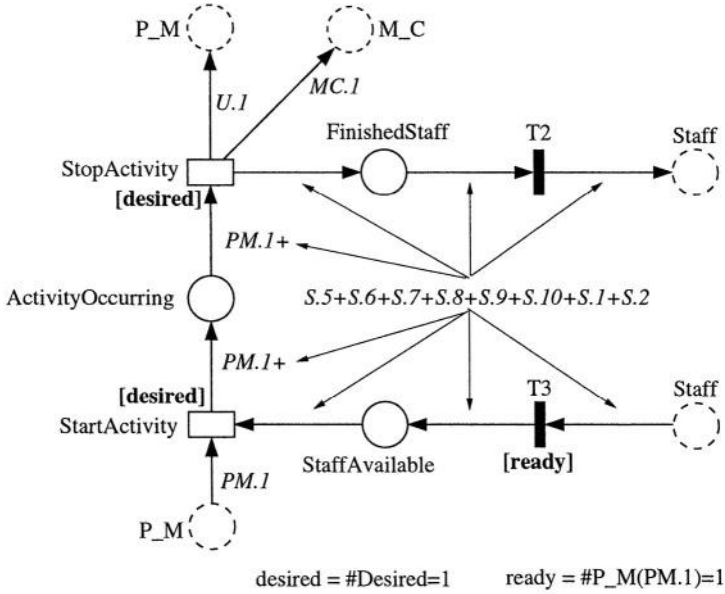 P_M
M_C
U.1
MC.1
FinishedStaff
T2
Staff
StopActivity
[desired]
PM.1+
ActivityOccurring
S.5+S.6+S.7+S.8+S.9+S.10+S.1+S.2
PM.1+
[desired]
T3
Staff
StartActivity
StaffAvailable
[ready]
PM.1
P_M
desired = #Desired=1
ready = #P_M(PM.1)=1